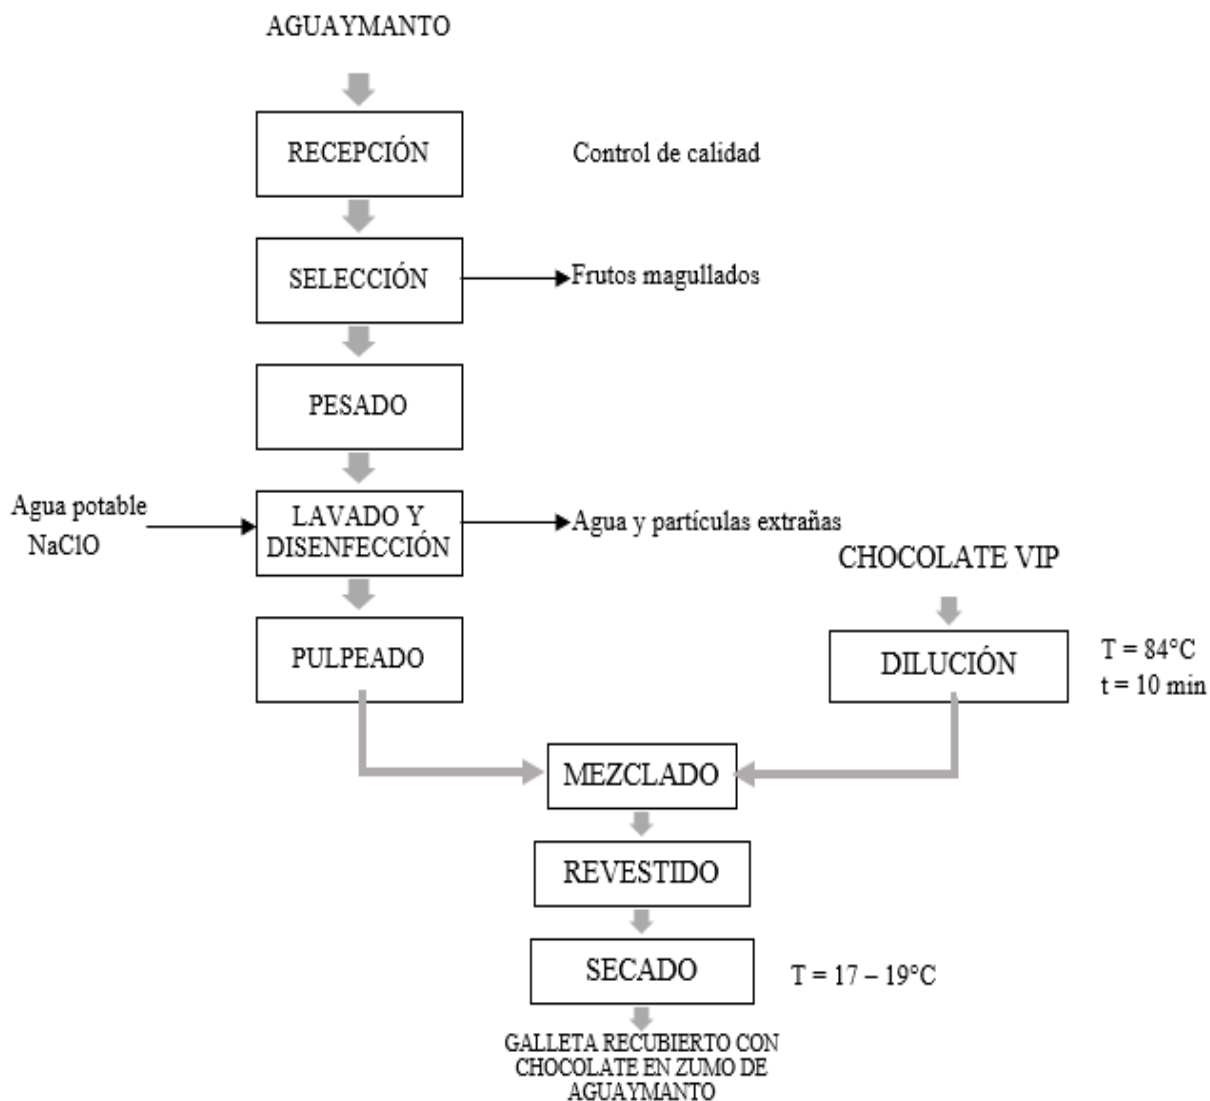 AGUAYMANTO
RECEPCIÓN
Control de calidad
SELECCIÓN
Frutos magullados
PESADO
Agua potable
NaClO
LAVADO Y
DISENFECCIÓN
Agua y partículas extrañas
CHOCOLATE VIP
PULPEADO
DILUCIÓN
T = 84°C
t = 10 min
MEZCLADO
REVESTIDO
SECADO
T = 17 – 19°C
GALLETA RECUBIERTO CON
CHOCOLATE EN ZUMO DE
AGUAYMANTO